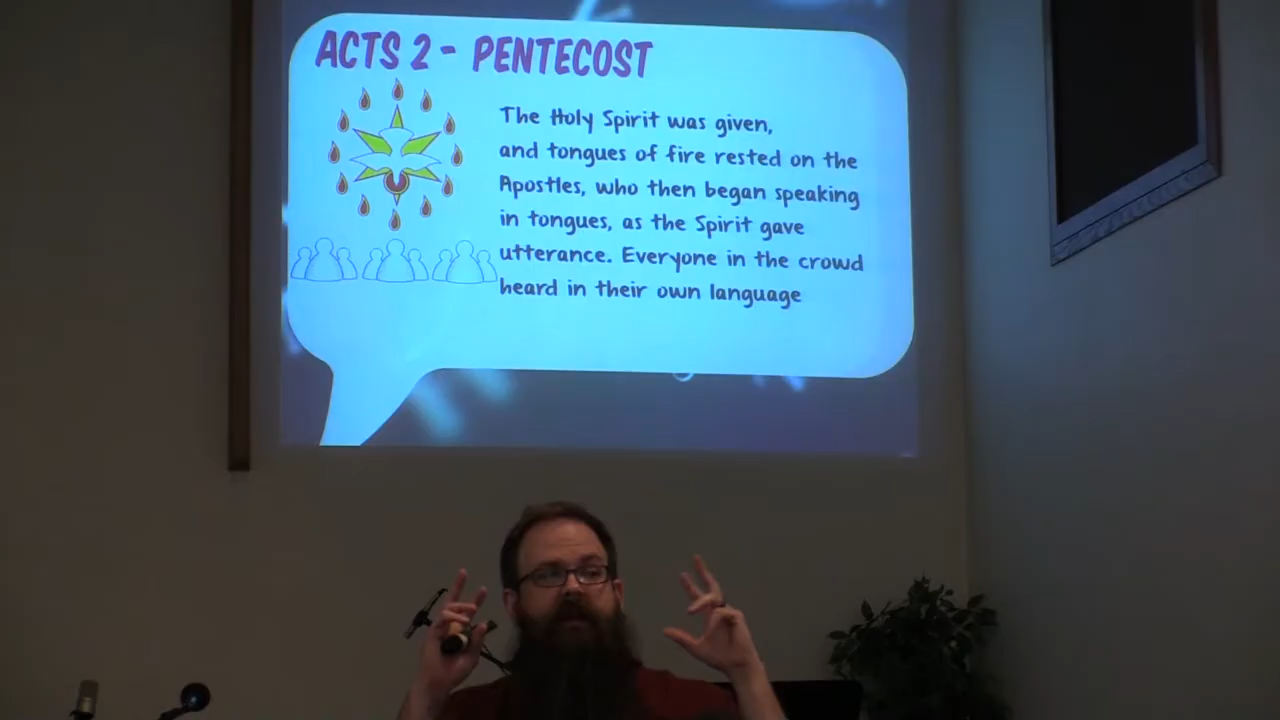 ACTS 2 - PENTECOST
The Holy Spirit was given,
and tongues of fire rested on the
Apostles, who then began speaking
in tongues, as the Spirit gave
utterance. Everyone in the crowd
heard in their own language